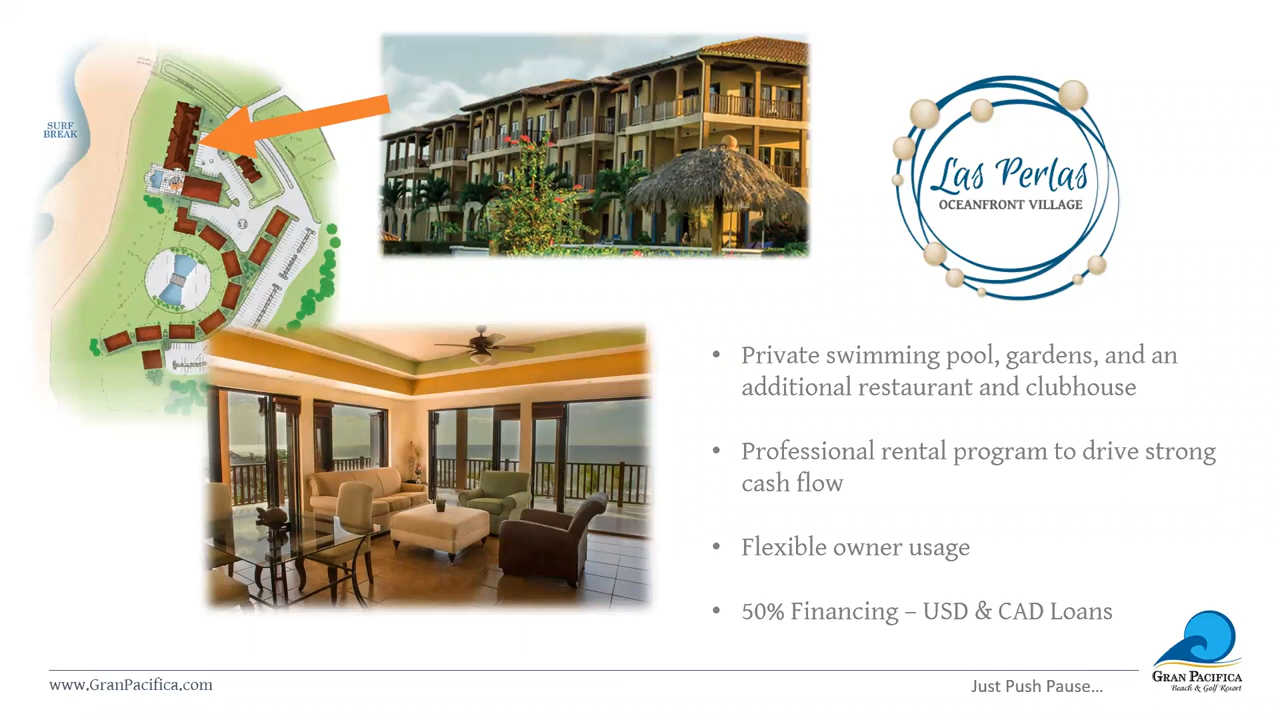 SURF
BREAK
Las Perlas
OCEANFRONT VILLAGE
• Private swimming pool, gardens, and an
additional restaurant and clubhouse
• Professional rental program to drive strong
cash flow
• Flexible owner usage
• 50% Financing – USD & CAD Loans
www.GranPacifica.com
Just Push Pause...
GRAN PACIFICA
Beach & Golf Resort